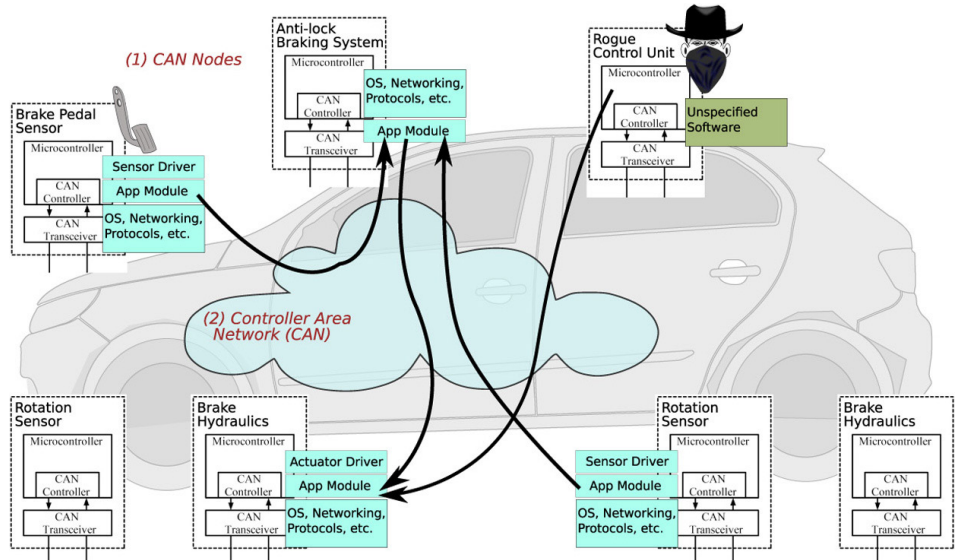 (1) CAN Nodes
Anti-lock
Braking System
Microcontroller
CAN
Controller
CAN
Transceiver
OS, Networking,
Protocols, etc.
App Module
Rogue
Control Unit
Microcontroller
CAN
Controller
CAN
Transceiver
Unspecified
Software
Brake Pedal
Sensor
Microcontroller
CAN
Controller
CAN
Transceiver
Sensor Driver
App Module
OS, Networking,
Protocols, etc.
(2) Controller Area
Network (CAN)
Rotation
Sensor
Microcontroller
CAN
Controller
CAN
Transceiver
Brake
Hydraulics
Microcontroller
CAN
Controller
CAN
Transceiver
Actuator Driver
App Module
OS, Networking,
Protocols, etc.
Sensor Driver
App Module
OS, Networking,
Protocols, etc.
Rotation
Sensor
Microcontroller
CAN
Controller
CAN
Transceiver
Brake
Hydraulics
Microcontroller
CAN
Controller
CAN
Transceiver